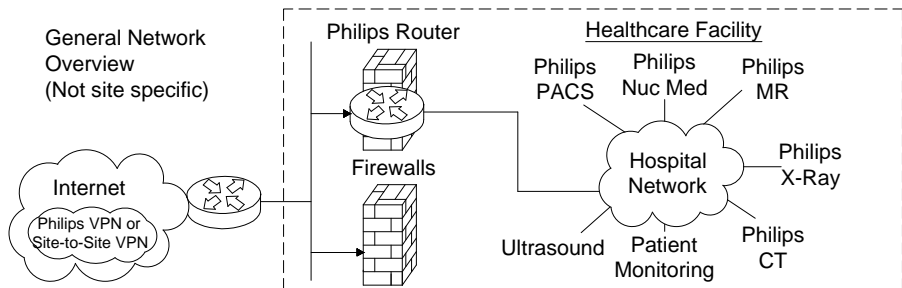 General Network
Overview
(Not site specific)
Philips Router
Healthcare Facility
Philips
PACS
Philips
Nuc Med
Philips
MR
Firewalls
Internet
Philips VPN or
Site-to-Site VPN
Hospital
Network
Philips
X-Ray
Ultrasound
Patient
Monitoring
Philips
CT